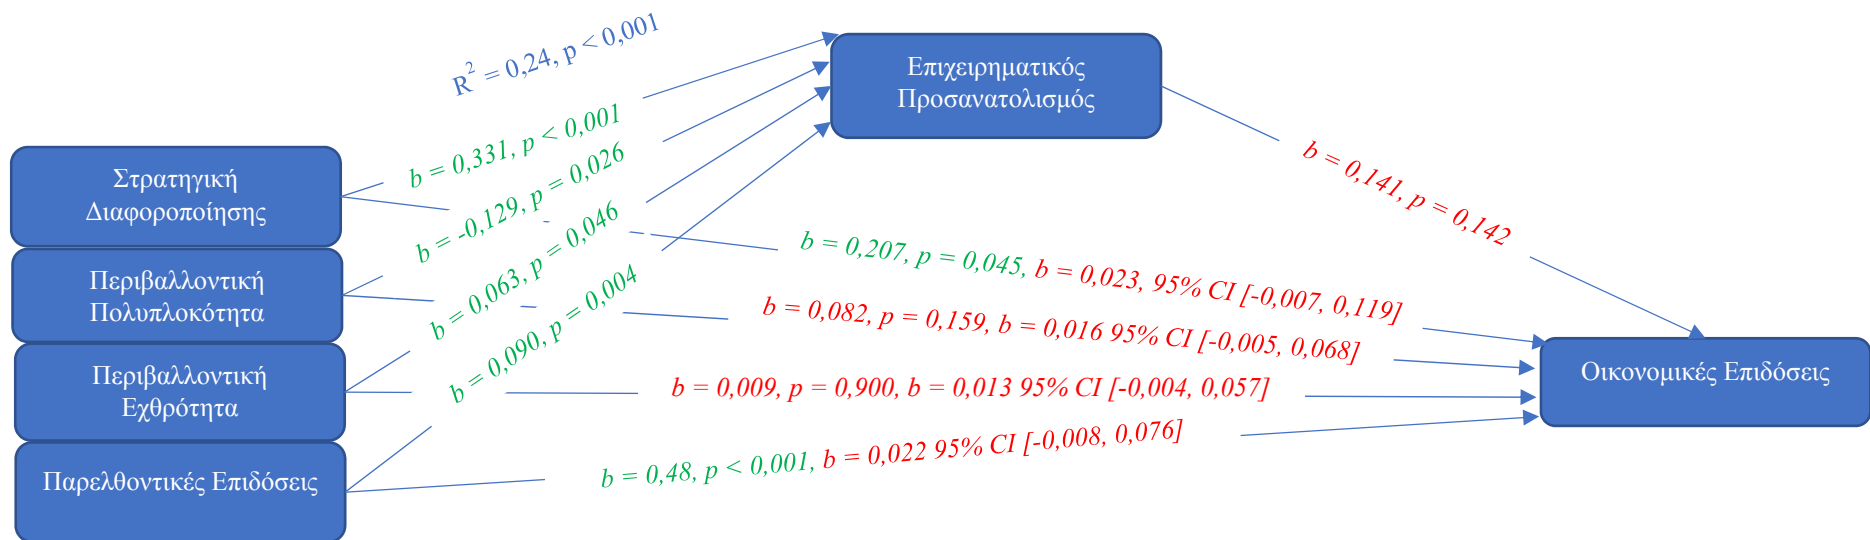 R² = 0,24, p < 0,001
Επιχειρηματικός
Προσανατολισμός
b = 0,331, p < 0,001
b = -0,129, p = 0,026
b = 0,063, p = 0,046
b = 0,090, p = 0,004
b = 0,141, p = 0,142
Στρατηγική
Διαφοροποίησης
Περιβαλλοντική
Πολυπλοκότητα
Περιβαλλοντική
Εχθρότητα
Παρελθοντικές Επιδόσεις
b = 0,207, p = 0,045, b = 0,023, 95% CI [-0,007, 0,119]
b = 0,082, p = 0,159, b = 0,016 95% CI [-0,005, 0,068]
b = 0,009, p = 0,900, b = 0,013 95% CI [-0,004, 0,057]
b = 0,48, p < 0,001, b = 0,022 95% CI [-0,008, 0,076]
Οικονομικές Επιδόσεις